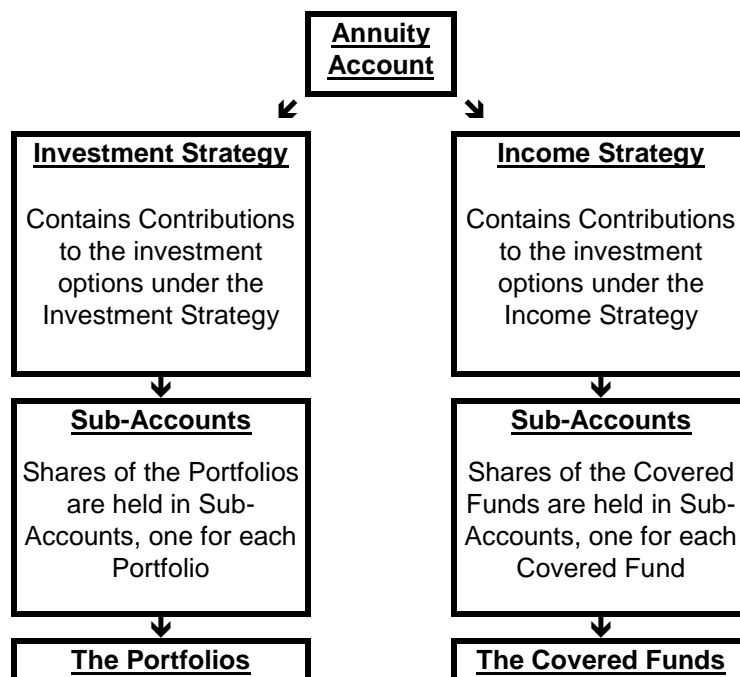 Annuity
Account
Investment Strategy
Contains Contributions
to the investment
options under the
Investment Strategy
Income Strategy
Contains Contributions
to the investment
options under the
Income Strategy
Sub-Accounts
Shares of the Portfolios
are held in Sub-
Accounts, one for each
Portfolio
Sub-Accounts
Shares of the Covered
Funds are held in Sub-
Accounts, one for each
Covered Fund
The Portfolios
The Covered Funds